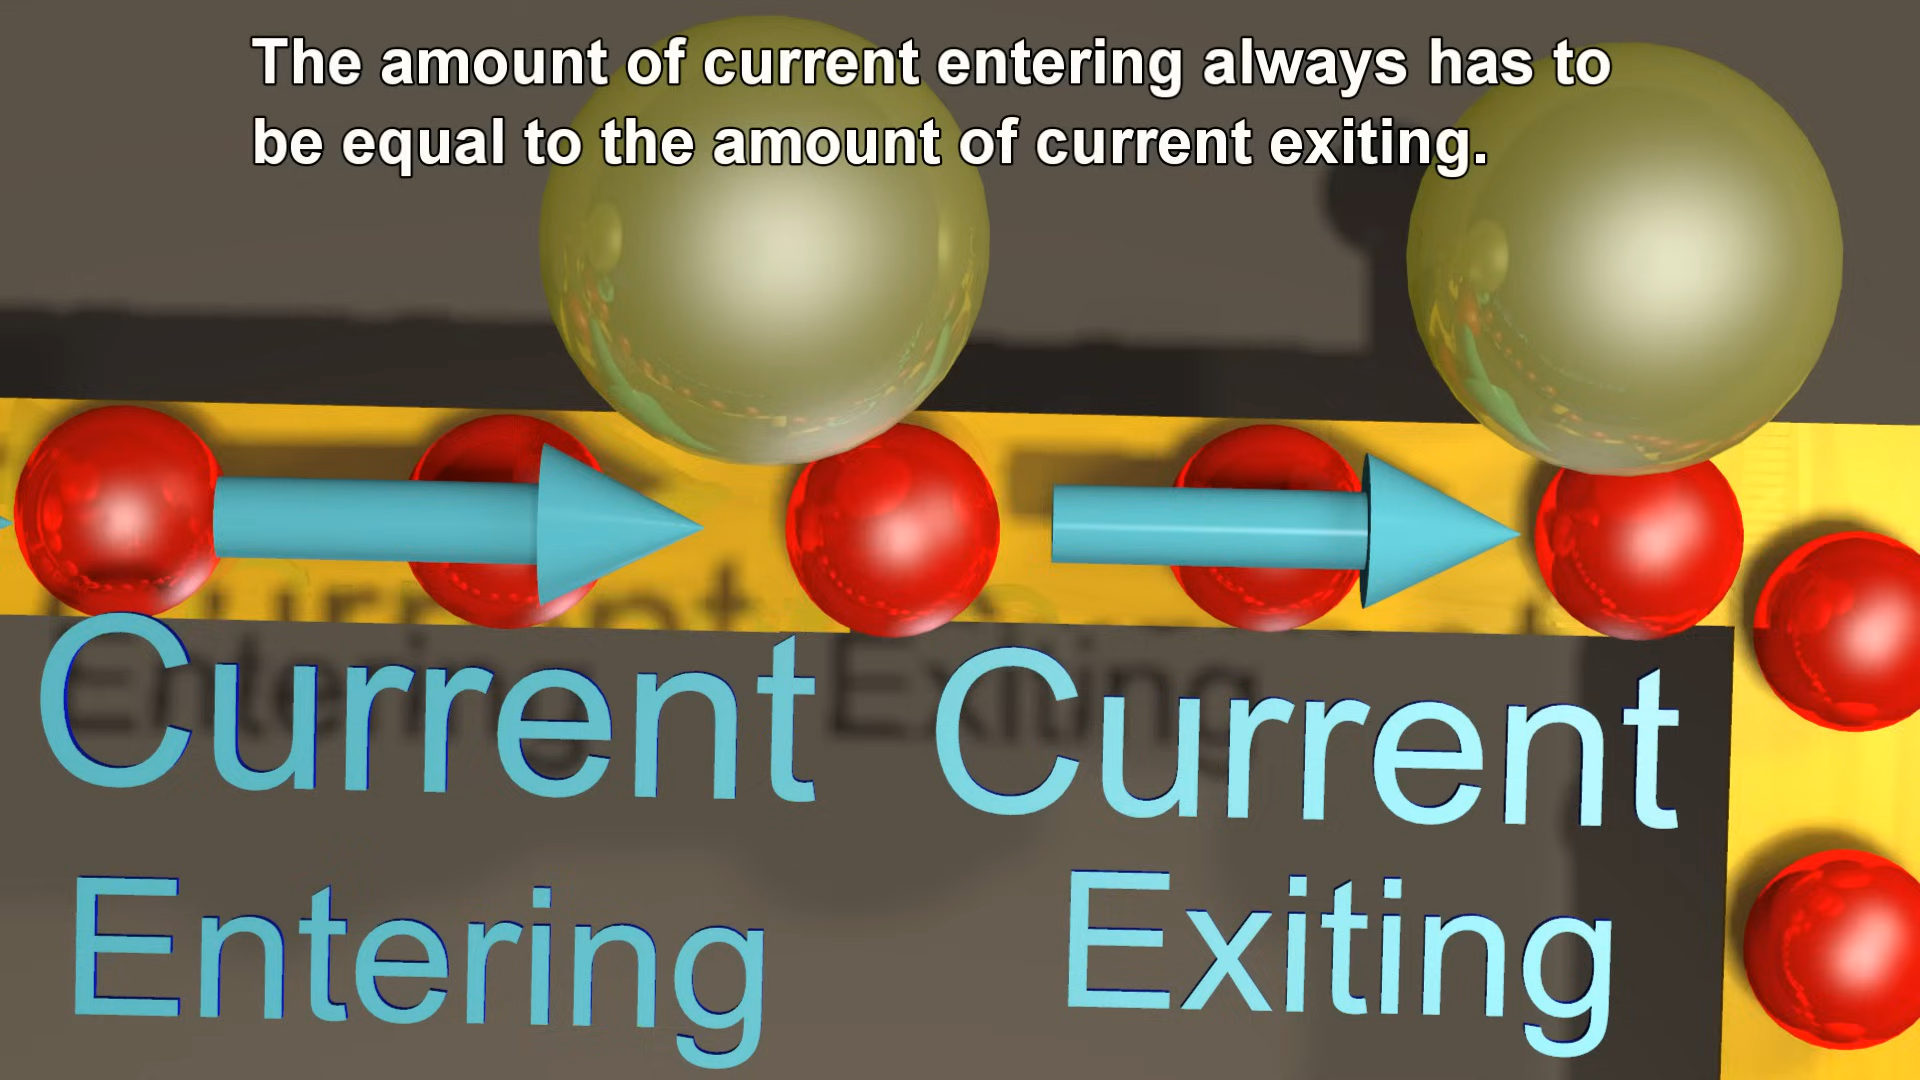 The amount of current entering always has to
be equal to the amount of current exiting.
Current
Entering
Current
Exiting